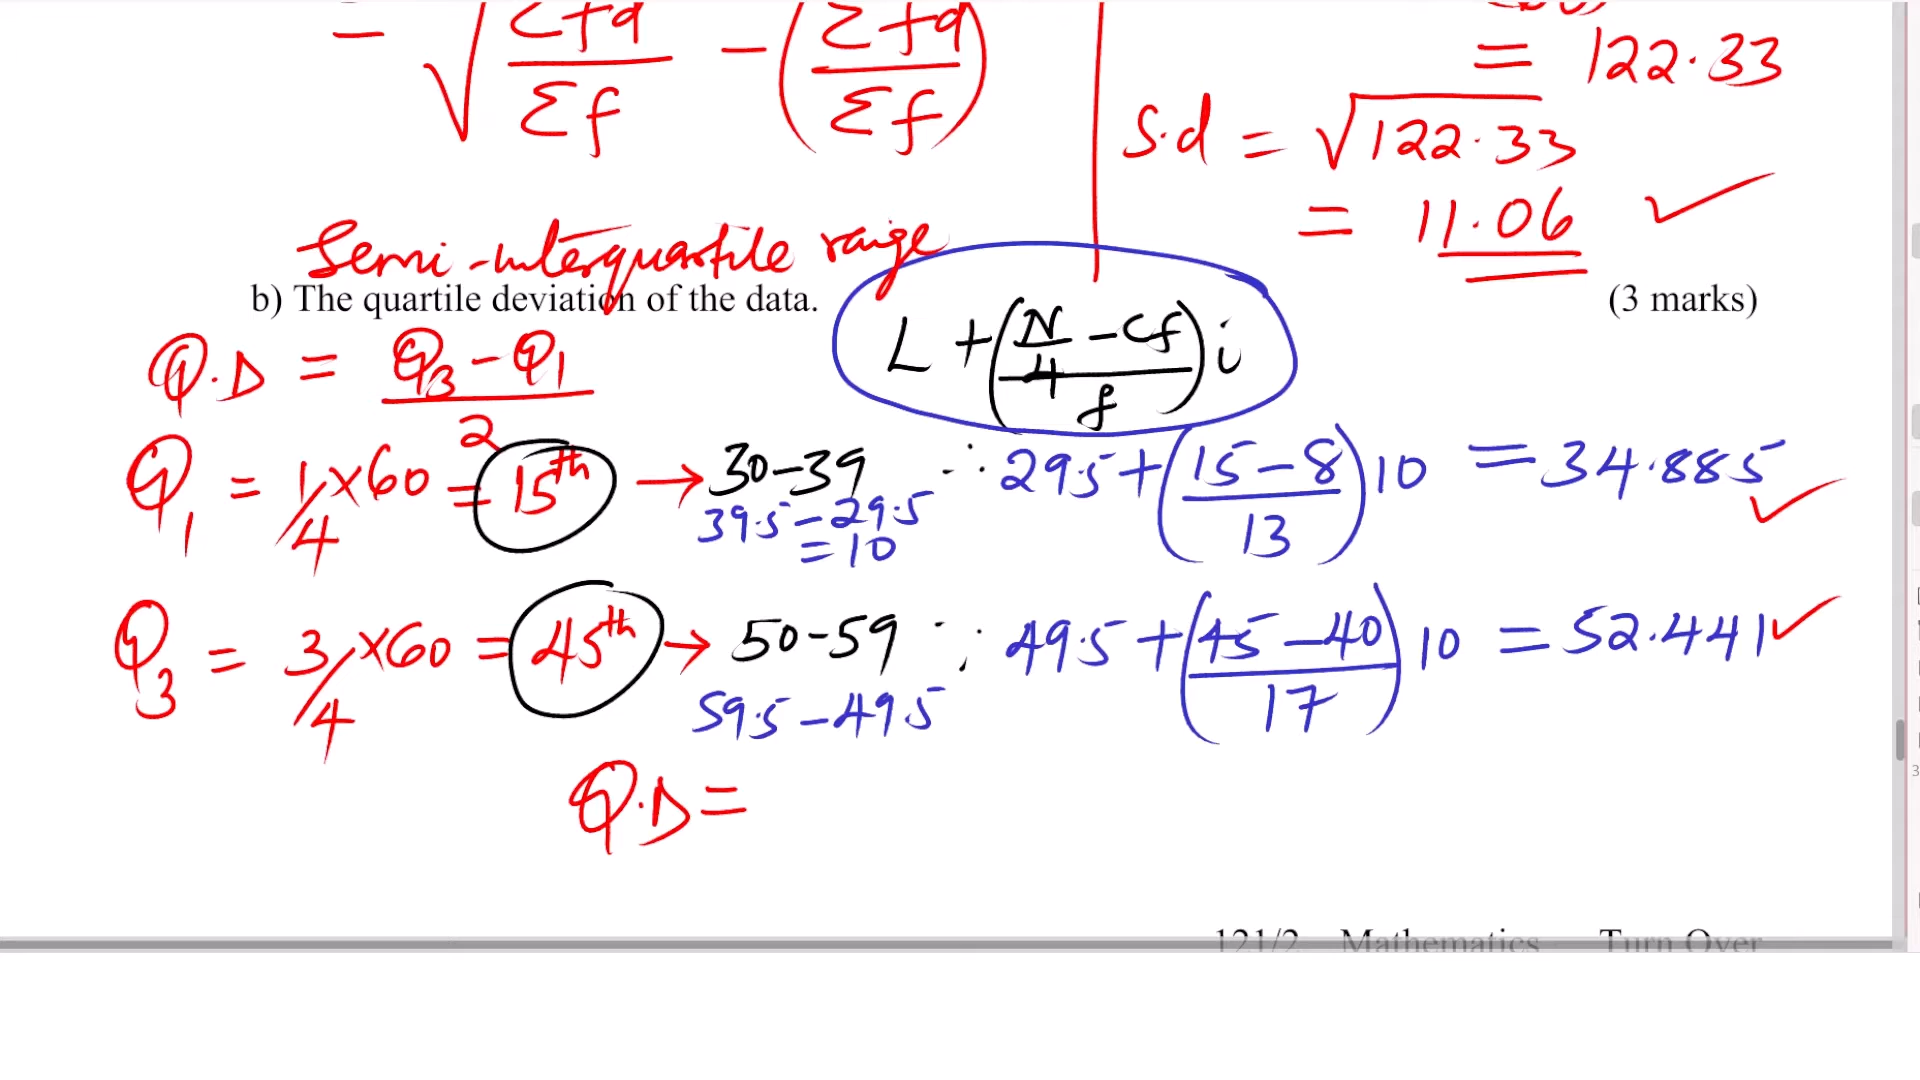 = √(Σfd / Σf) − (Σfd / Σf)
= 122.33
S.d = √122.33
= 11.06 ✓
Semi-interquartile range
b) The quartile deviation of the data.
(3 marks)
Q.D = (Q3 − Q1) / 2
L + ((N/4 − Cf) / f) i
Q1 = 1/4 × 60 = 15th → 30−39 ∴ 29.5 + ((15 − 8) / 13) 10 = 34.885 ✓
39.5 − 29.5
= 10
Q3 = 3/4 × 60 = 45th → 50−59 ∴ 49.5 + ((45 − 40) / 17) 10 = 52.441 ✓
59.5 − 49.5
Q.D =
121/2 Mathematics Turn Over